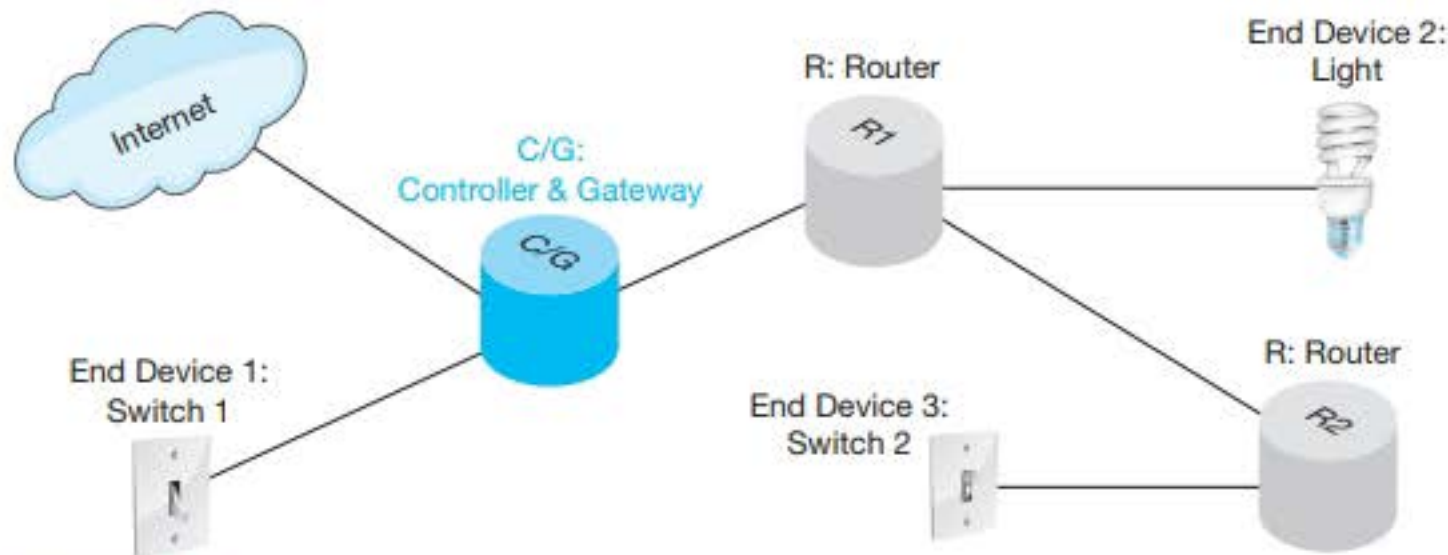 Internet
C/G:
Controller & Gateway
C/G
R: Router
R1
End Device 2:
Light
End Device 1:
Switch 1
End Device 3:
Switch 2
R: Router
R2